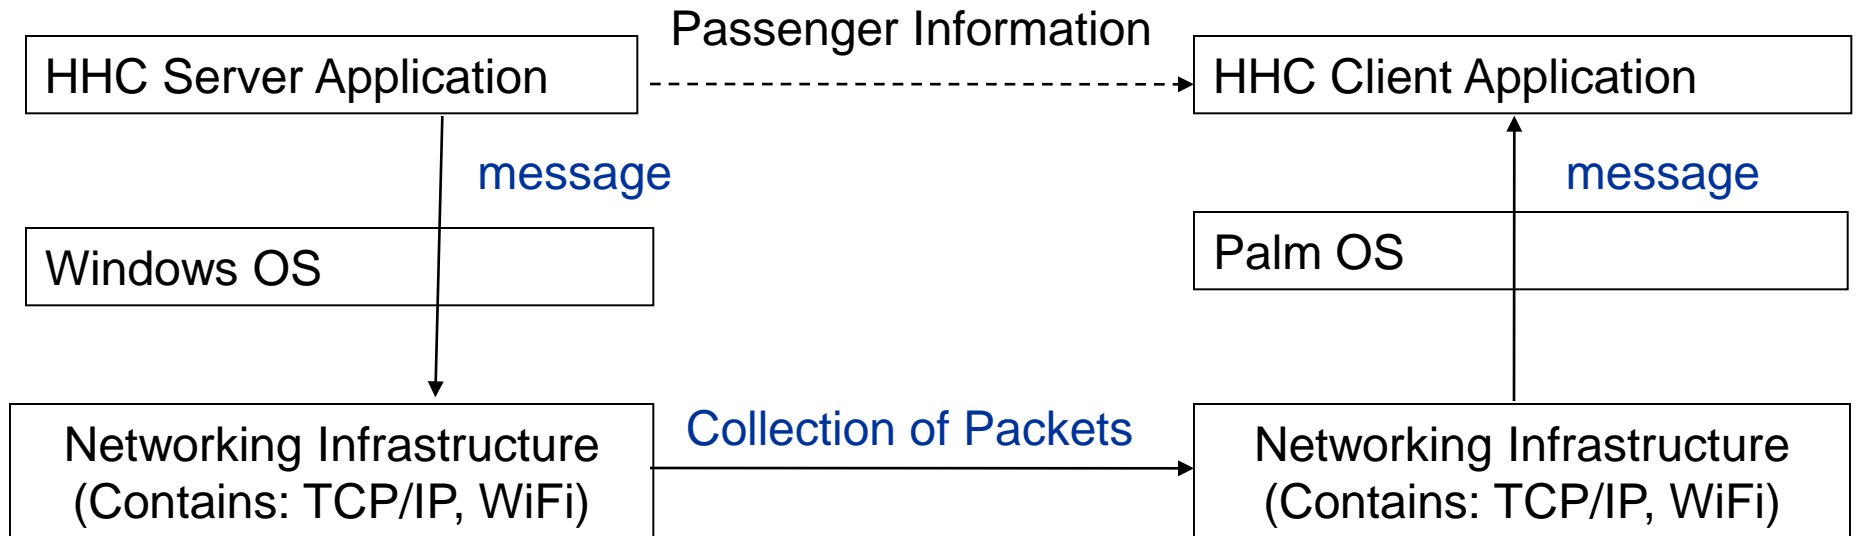 Passenger Information
HHC Server Application
HHC Client Application
message
message
Windows OS
Palm OS
Collection of Packets
Networking Infrastructure
(Contains: TCP/IP, WiFi)
Networking Infrastructure
(Contains: TCP/IP, WiFi)